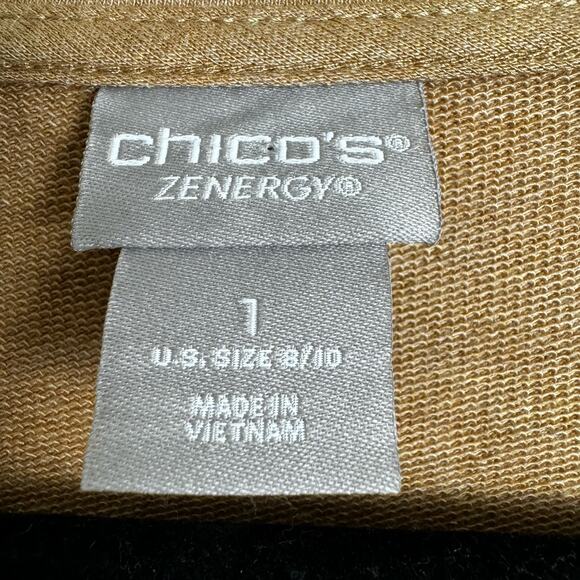 chico's®
ZENERGY®
1
U.S. SIZE 8/10
MADE IN
VIETNAM